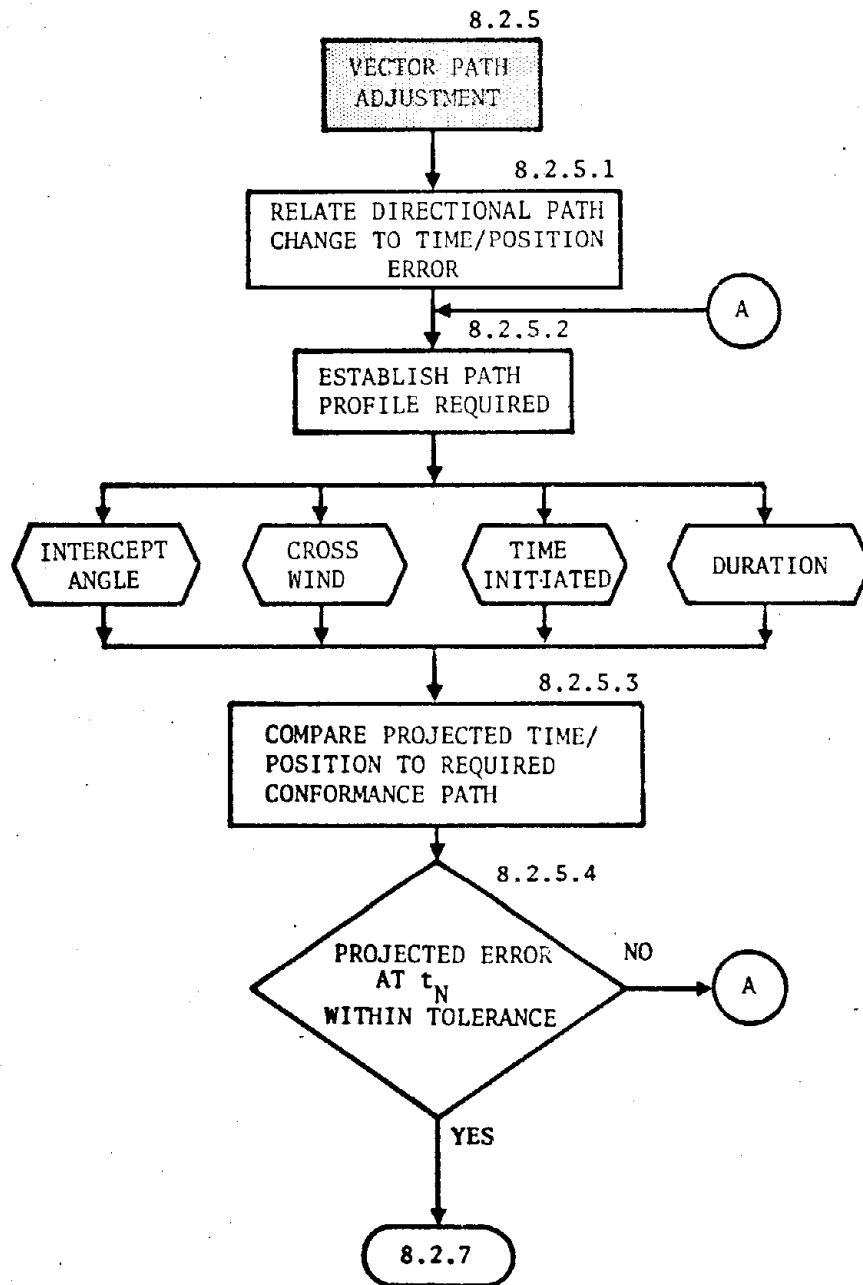 8.2.5
VECTOR PATH
ADJUSTMENT
8.2.5.1
RELATE DIRECTIONAL PATH
CHANGE TO TIME/POSITION
ERROR
A
8.2.5.2
ESTABLISH PATH
PROFILE REQUIRED
INTERCEPT
ANGLE
CROSS
WIND
TIME
INITIATED
DURATION
8.2.5.3
COMPARE PROJECTED TIME/
POSITION TO REQUIRED
CONFORMANCE PATH
8.2.5.4
PROJECTED ERROR
AT tN
WITHIN TOLERANCE
NO
A
YES
8.2.7